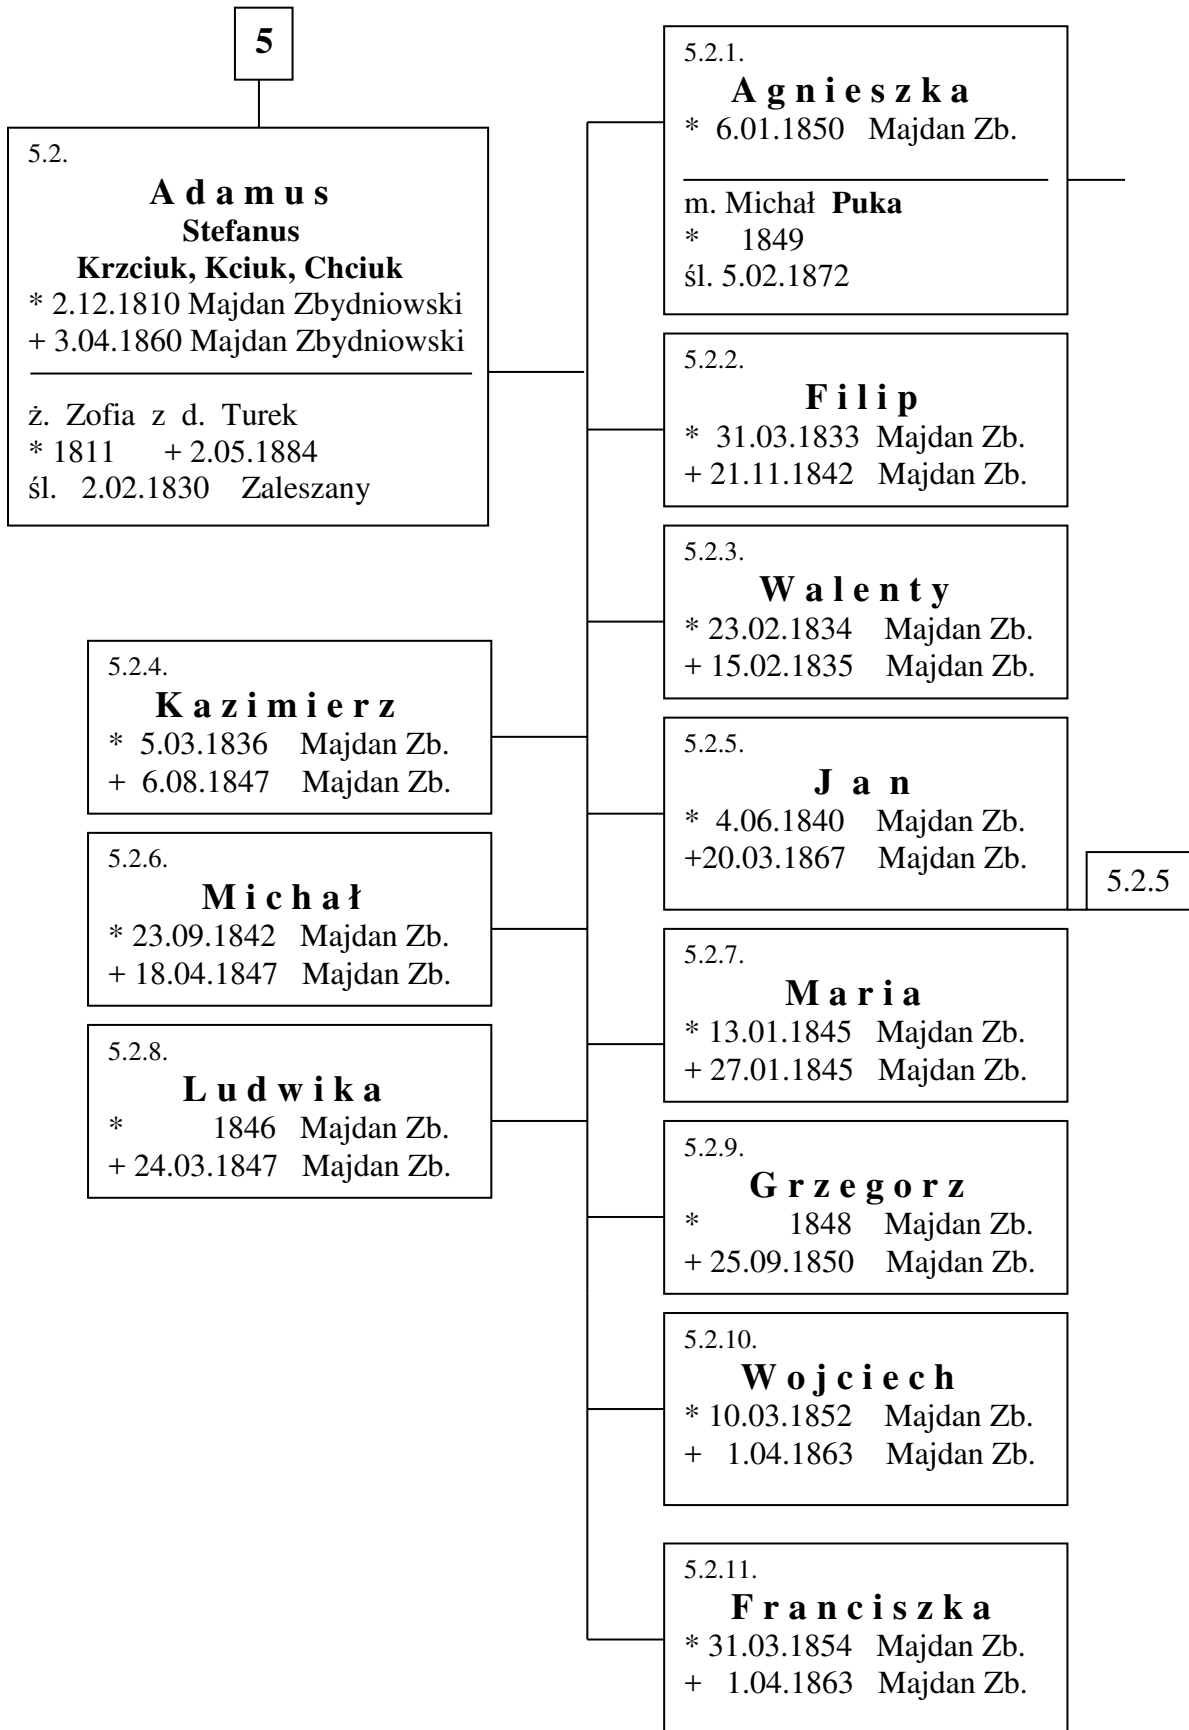 5
5.2.
A d a m u s
Stefanus
Krzciuk, Kciuk, Chciuk
* 2.12.1810 Majdan Zbydniowski
+ 3.04.1860 Majdan Zbydniowski
ż. Zofia z d. Turek
* 1811 + 2.05.1884
śl. 2.02.1830 Zaleszany
5.2.1.
A g n i e s z k a
* 6.01.1850 Majdan Zb.
m. Michał Puka
* 1849
śl. 5.02.1872
5.2.2.
F i l i p
* 31.03.1833 Majdan Zb.
+ 21.11.1842 Majdan Zb.
5.2.3.
W a l e n t y
* 23.02.1834 Majdan Zb.
+ 15.02.1835 Majdan Zb.
5.2.4.
K a z i m i e r z
* 5.03.1836 Majdan Zb.
+ 6.08.1847 Majdan Zb.
5.2.5.
J a n
* 4.06.1840 Majdan Zb.
+20.03.1867 Majdan Zb.
5.2.5
5.2.6.
M i c h a ł
* 23.09.1842 Majdan Zb.
+ 18.04.1847 Majdan Zb.
5.2.7.
M a r i a
* 13.01.1845 Majdan Zb.
+ 27.01.1845 Majdan Zb.
5.2.8.
L u d w i k a
* 1846 Majdan Zb.
+ 24.03.1847 Majdan Zb.
5.2.9.
G r z e g o r z
* 1848 Majdan Zb.
+ 25.09.1850 Majdan Zb.
5.2.10.
W o j c i e c h
* 10.03.1852 Majdan Zb.
+ 1.04.1863 Majdan Zb.
5.2.11.
F r a n c i s z k a
* 31.03.1854 Majdan Zb.
+ 1.04.1863 Majdan Zb.